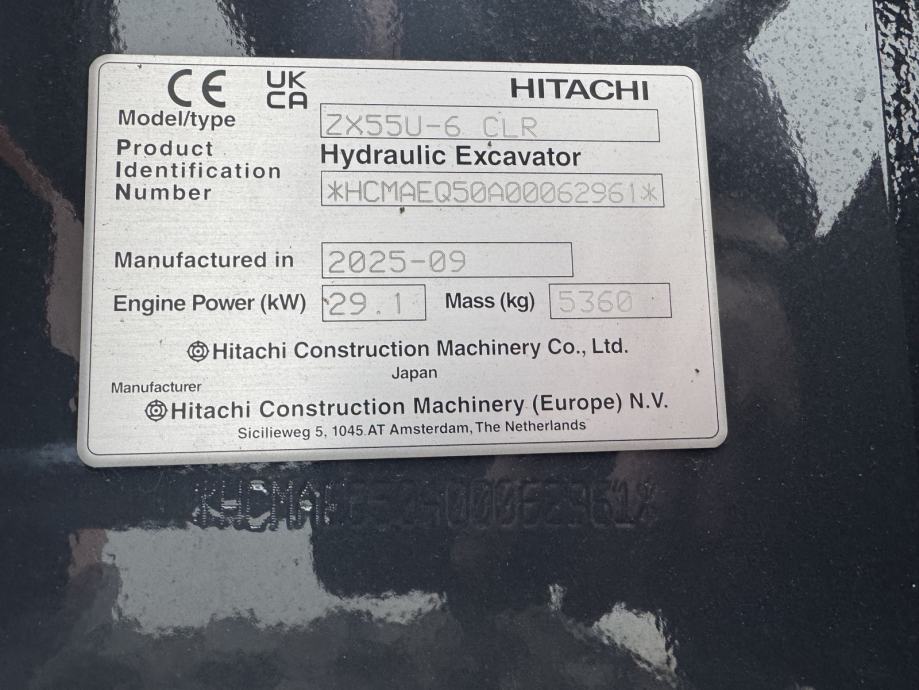 CE UKCA HITACHI
Model/type ZX55U-6 CLR
Product Hydraulic Excavator
Identification
Number *HCMAEQ50A00062961*
Manufactured in 2025-09
Engine Power (kW) 29.1 Mass (kg) 5360
Hitachi Construction Machinery Co., Ltd.
Japan
Manufacturer
Hitachi Construction Machinery (Europe) N.V.
Sicilieweg 5, 1045 AT Amsterdam, The Netherlands
*HCMAEQ50A00062961*